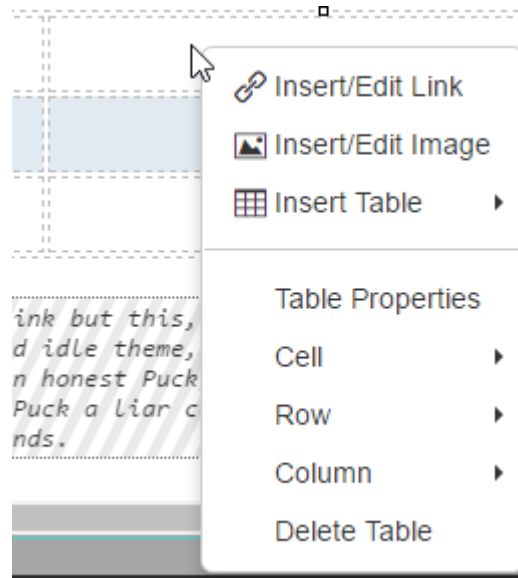 Insert/Edit Link
Insert/Edit Image
Insert Table
Table Properties
Cell
Row
Column
Delete Table
ink but this,
d idle theme,
n honest Puck
Puck a liar c
nds.